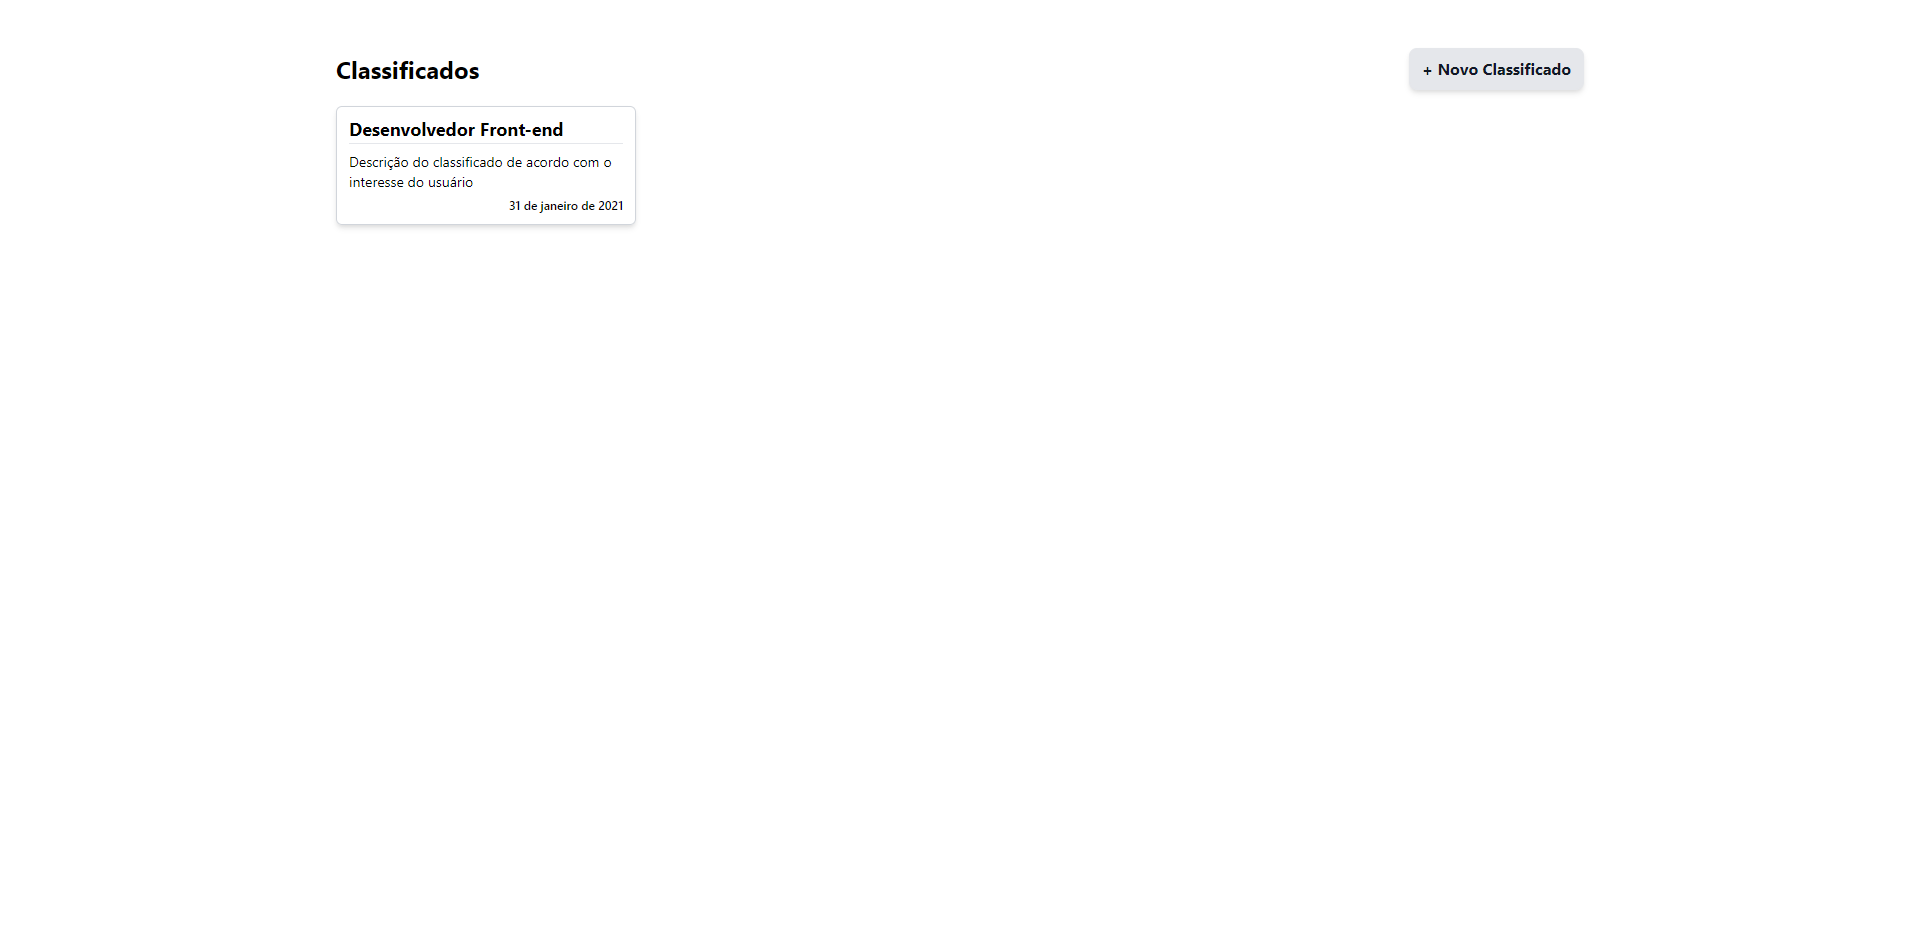 Classificados
+ Novo Classificado
Desenvolvedor Front-end
Descrição do classificado de acordo com o
interesse do usuário
31 de janeiro de 2021